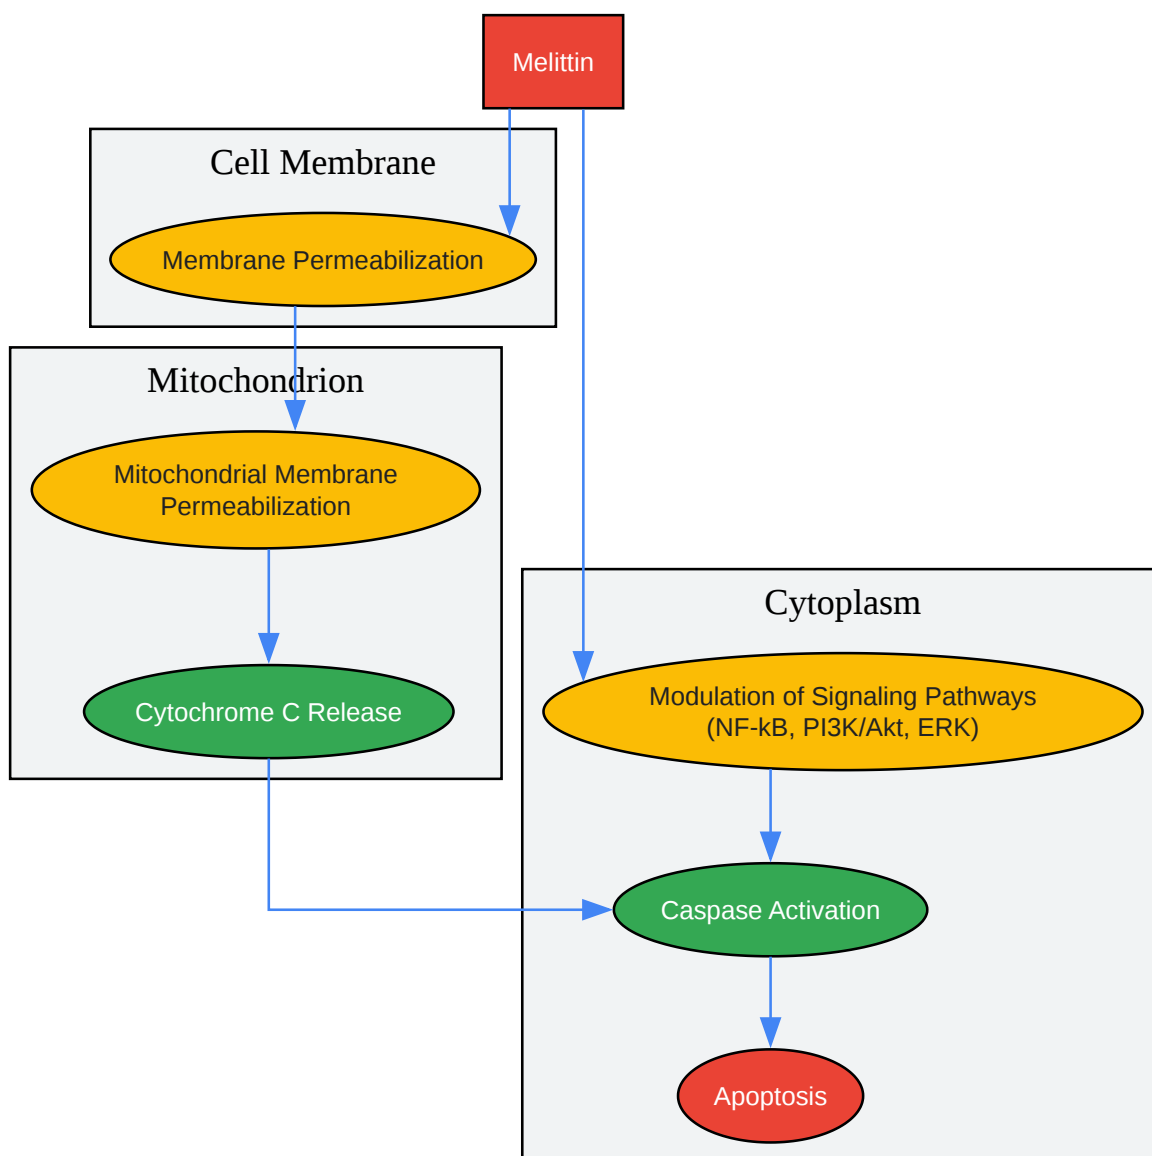 Melittin
Cell Membrane
Membrane Permeabilization
Mitochondrion
Mitochondrial Membrane
Permeabilization
Cytochrome C Release
Cytoplasm
Modulation of Signaling Pathways
(NF-kB, PI3K/Akt, ERK)
Caspase Activation
Apoptosis